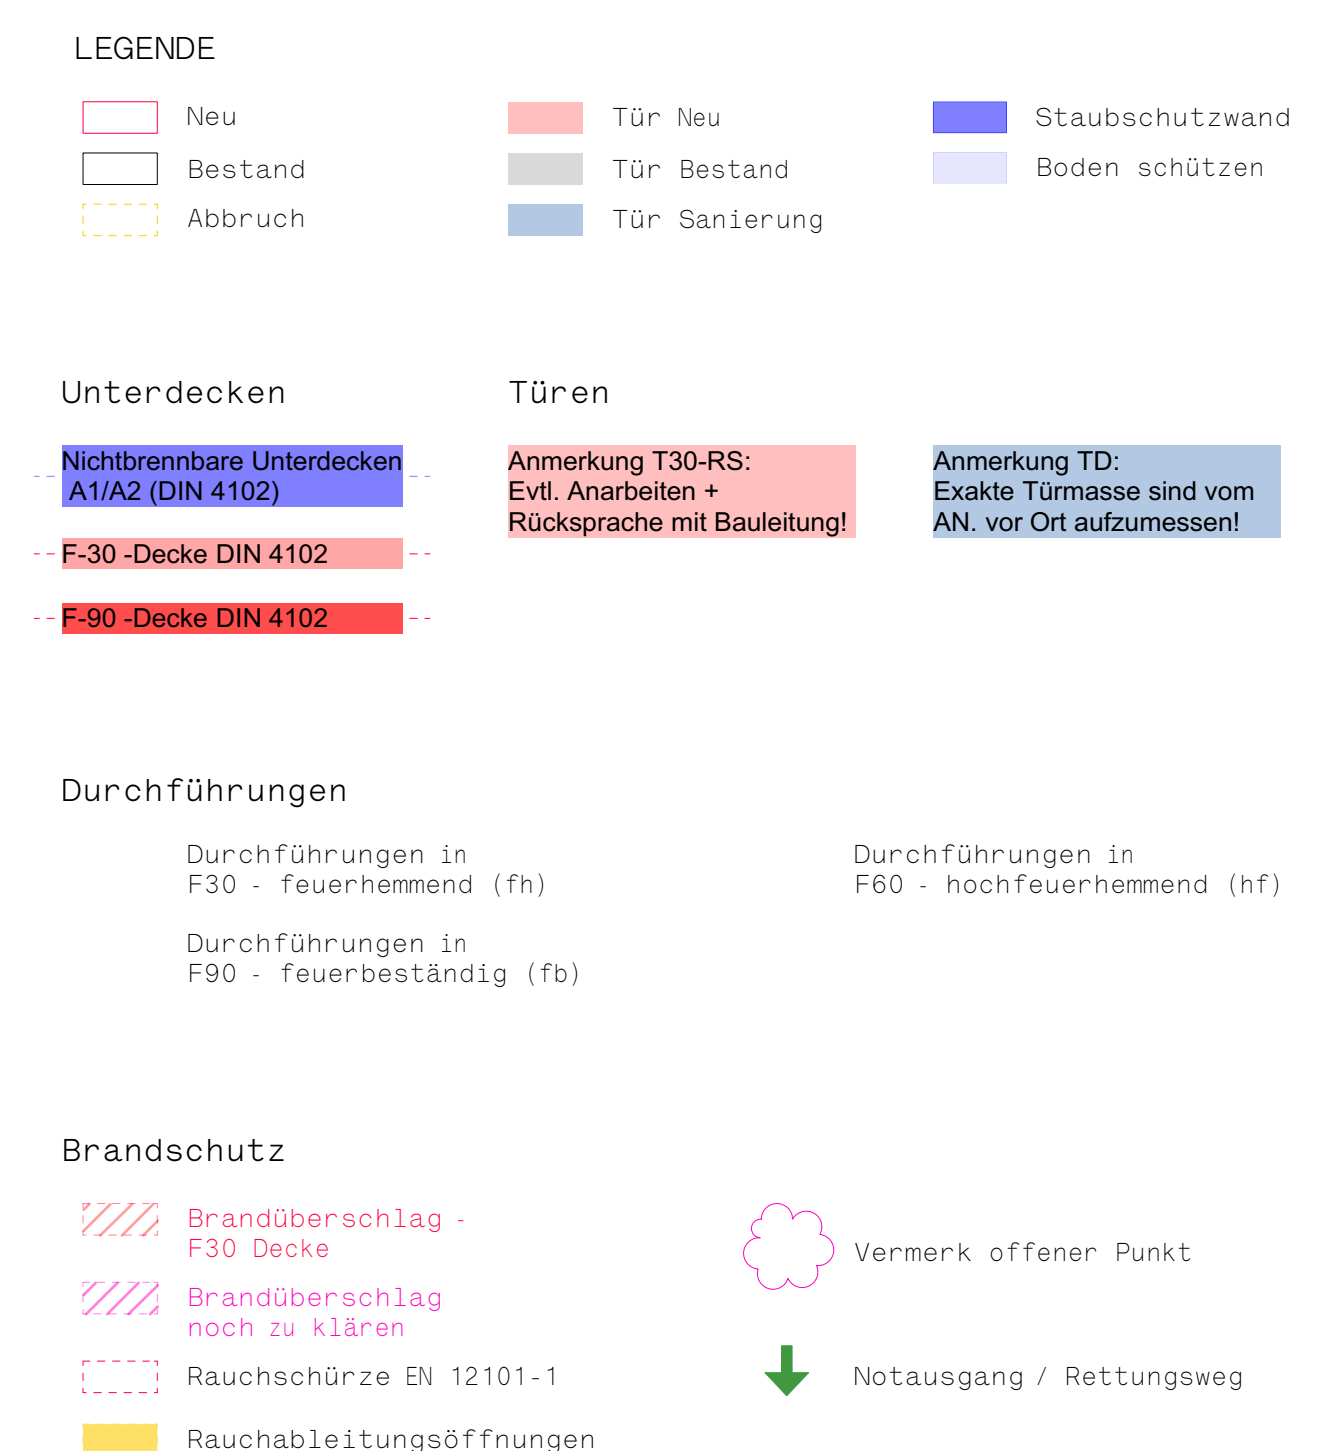 LEGENDE
Neu
Bestand
Abbruch
Tür Neu
Tür Bestand
Tür Sanierung
Staubschutzwand
Boden schützen
Unterdecken
Nichtbrennbare Unterdecken
A1/A2 (DIN 4102)
F-30 -Decke DIN 4102
F-90 -Decke DIN 4102
Türen
Anmerkung T30-RS:
Evtl. Anarbeiten +
Rücksprache mit Bauleitung!
Anmerkung TD:
Exakte Türmasse sind vom
AN. vor Ort aufzumessen!
Durchführungen
Durchführungen in
F30 - feuerhemmend (fh)
Durchführungen in
F60 - hochfeuerhemmend (hf)
Durchführungen in
F90 - feuerbeständig (fb)
Brandschutz
Brandüberschlag -
F30 Decke
Brandüberschlag
noch zu klären
Rauchschürze EN 12101-1
Rauchableitungsöffnungen
Vermerk offener Punkt
Notausgang / Rettungsweg